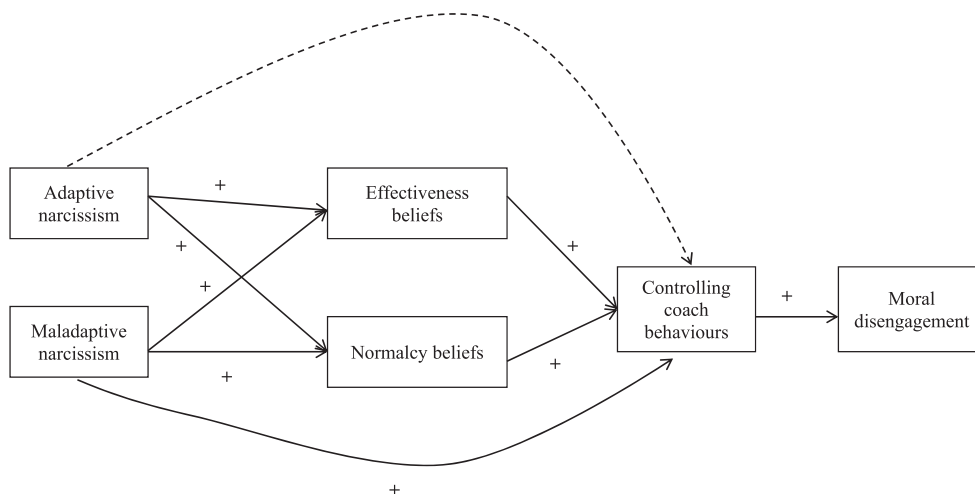 +
Adaptive
narcissism
Effectiveness
beliefs
+
+
+
Controlling
coach
behaviours
+
Moral
disengagement
Maladaptive
narcissism
Normalcy beliefs
+
+
+